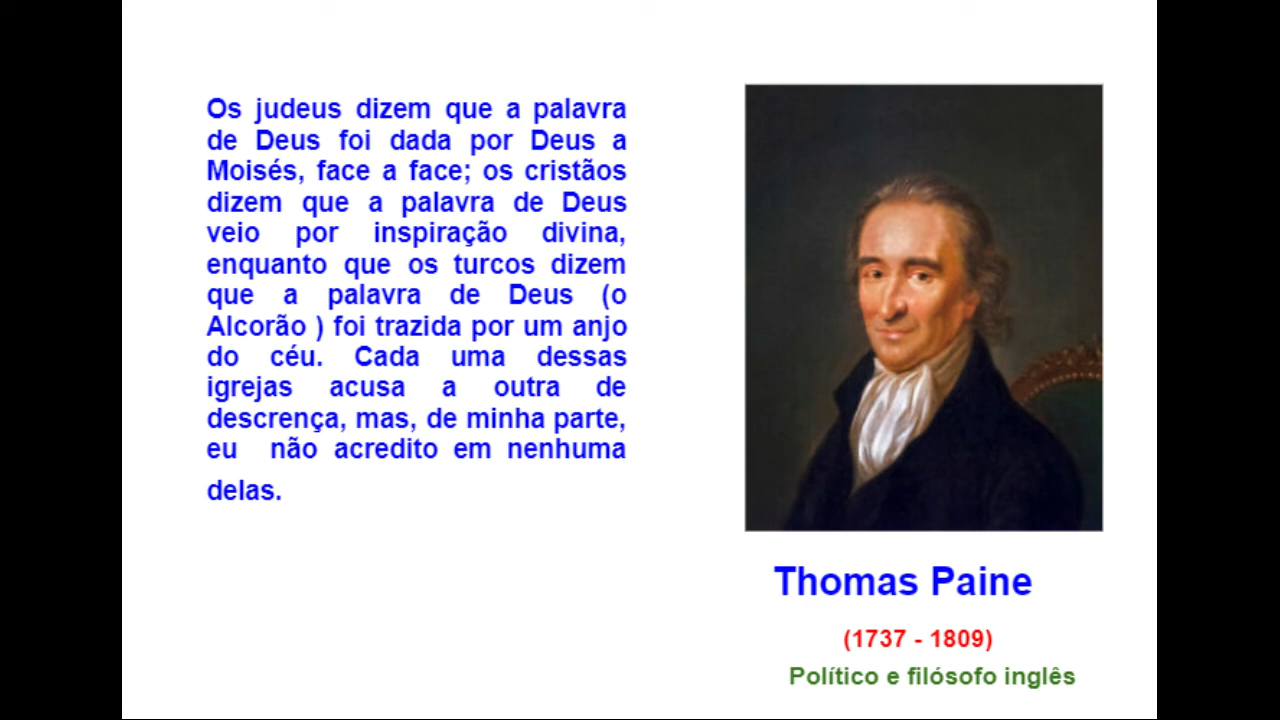 Os judeus dizem que a palavra
de Deus foi dada por Deus a
Moisés, face a face; os cristãos
dizem que a palavra de Deus
veio por inspiração divina,
enquanto que os turcos dizem
que a palavra de Deus (o
Alcorão ) foi trazida por um anjo
do céu. Cada uma dessas
igrejas acusa a outra de
descrença, mas, de minha parte,
eu não acredito em nenhuma
delas.
Thomas Paine
(1737 - 1809)
Político e filósofo inglês